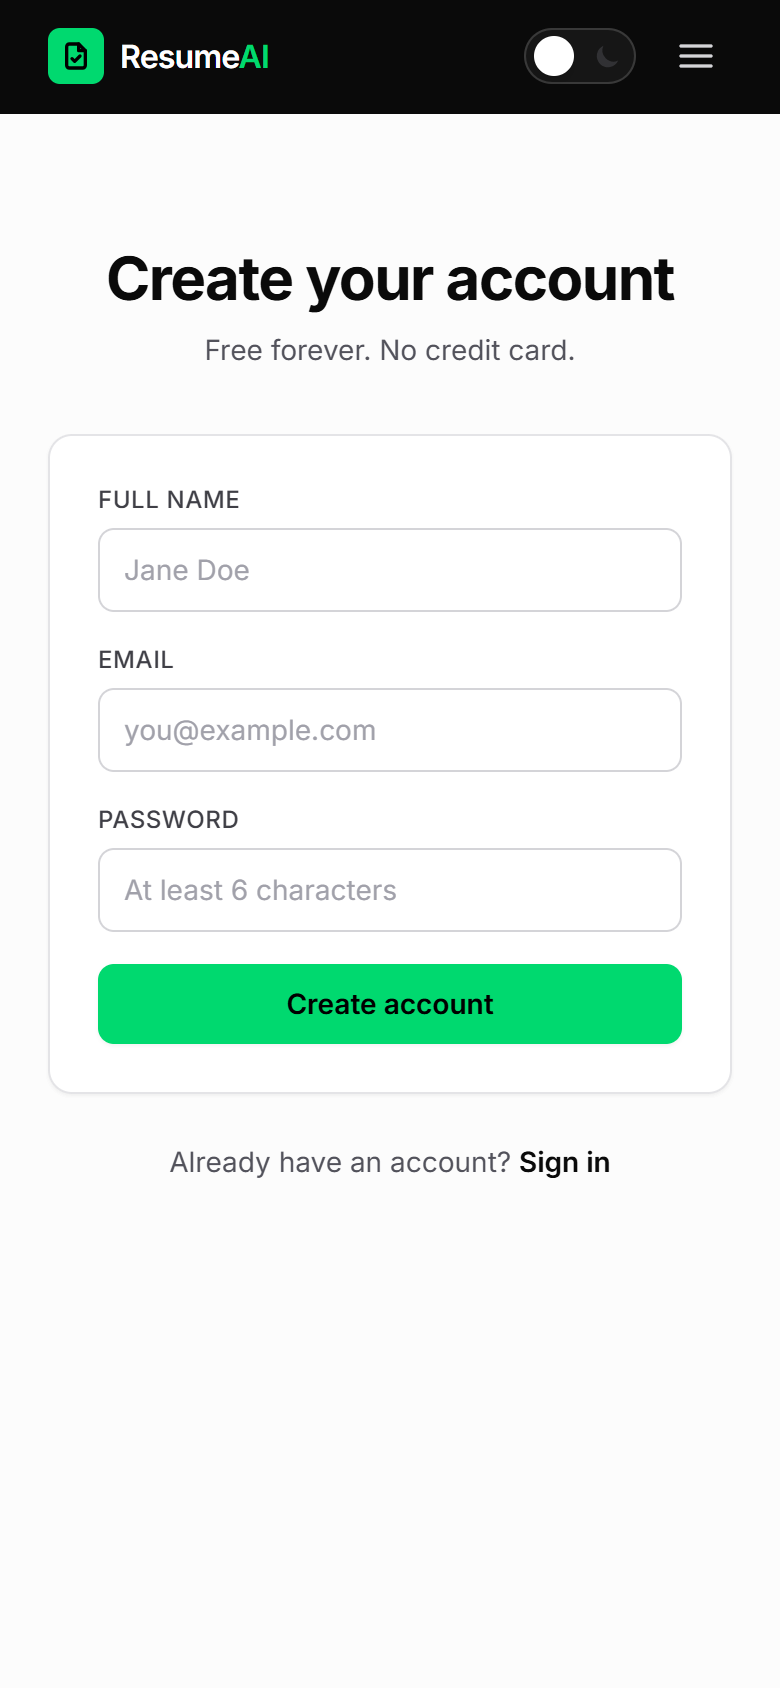 ResumeAI
Create your account
Free forever. No credit card.
FULL NAME
Jane Doe
EMAIL
you@example.com
PASSWORD
At least 6 characters
Create account
Already have an account? Sign in